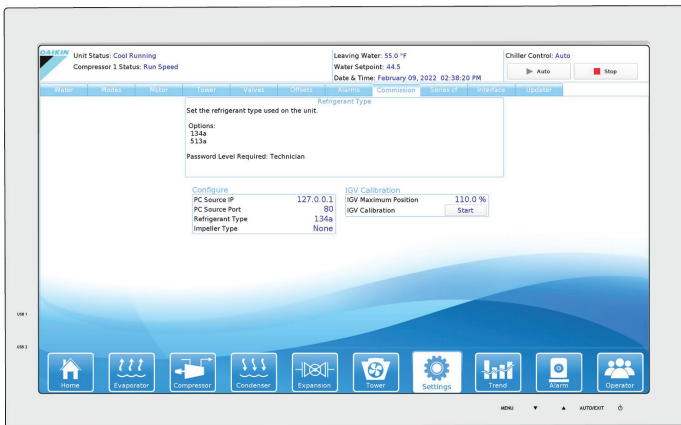 DAIKIN
Unit Status: Cool Running
Compressor 1 Status: Run Speed
Leaving Water: 55.0 °F
Water Setpoint: 44.5
Date & Time: February 09, 2022 02:38:20 PM
Chiller Control: Auto
Auto
Stop
Water Modes Motor Tower Valves Offsets Alarms Commission Series cf Interface Updater
Refrigerant Type
Set the refrigerant type used on the unit.
Options:
134a
513a
Password Level Required: Technician
Configure
PC Source IP 127.0.0.1
PC Source Port 80
Refrigerant Type 134a
Impeller Type None
IGV Calibration
IGV Maximum Position 110.0 %
IGV Calibration Start
USB 1
USB 2
Home Evaporator Compressor Condenser Expansion Tower Settings Trend Alarm Operator
MENU ▼ ▲ AUTO/EXIT